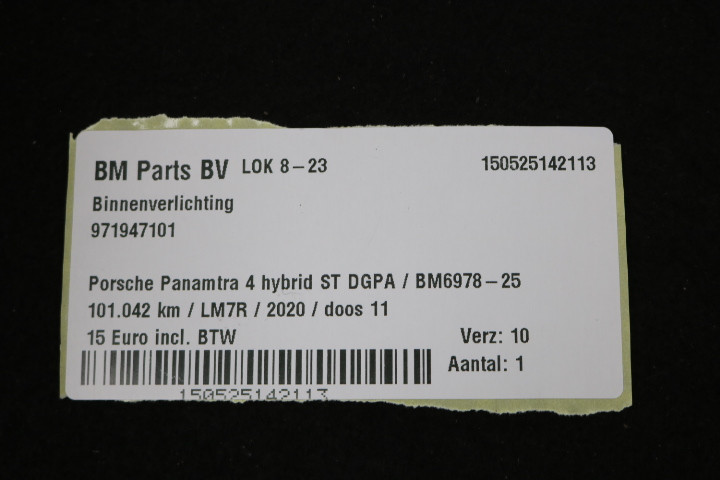 BM Parts BV LOK 8-23 150525142113
Binnenverlichting
971947101
Porsche Panamtra 4 hybrid ST DGPA / BM6978-25
101.042 km / LM7R / 2020 / doos 11
15 Euro incl. BTW Verz: 10
Aantal: 1
150525142113